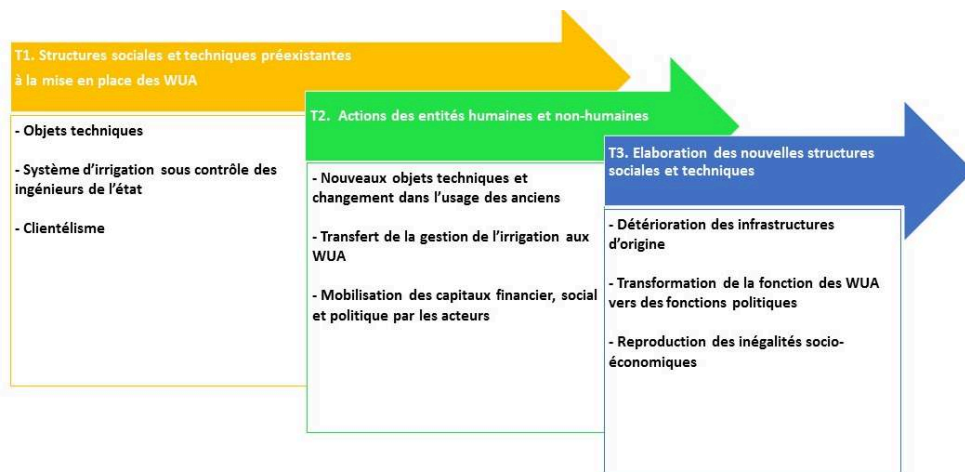 T1. Structures sociales et techniques préexistantes
à la mise en place des WUA
- Objets techniques
- Système d'irrigation sous contrôle des
ingénieurs de l'état
- Clientélisme
T2. Actions des entités humaines et non-humaines
- Nouveaux objets techniques et
changement dans l'usage des anciens
- Transfert de la gestion de l'irrigation aux
WUA
- Mobilisation des capitaux financier, social
et politique par les acteurs
T3. Elaboration des nouvelles structures
sociales et techniques
- Détérioration des infrastructures
d'origine
- Transformation de la fonction des WUA
vers des fonctions politiques
- Reproduction des inégalités socio-
économiques